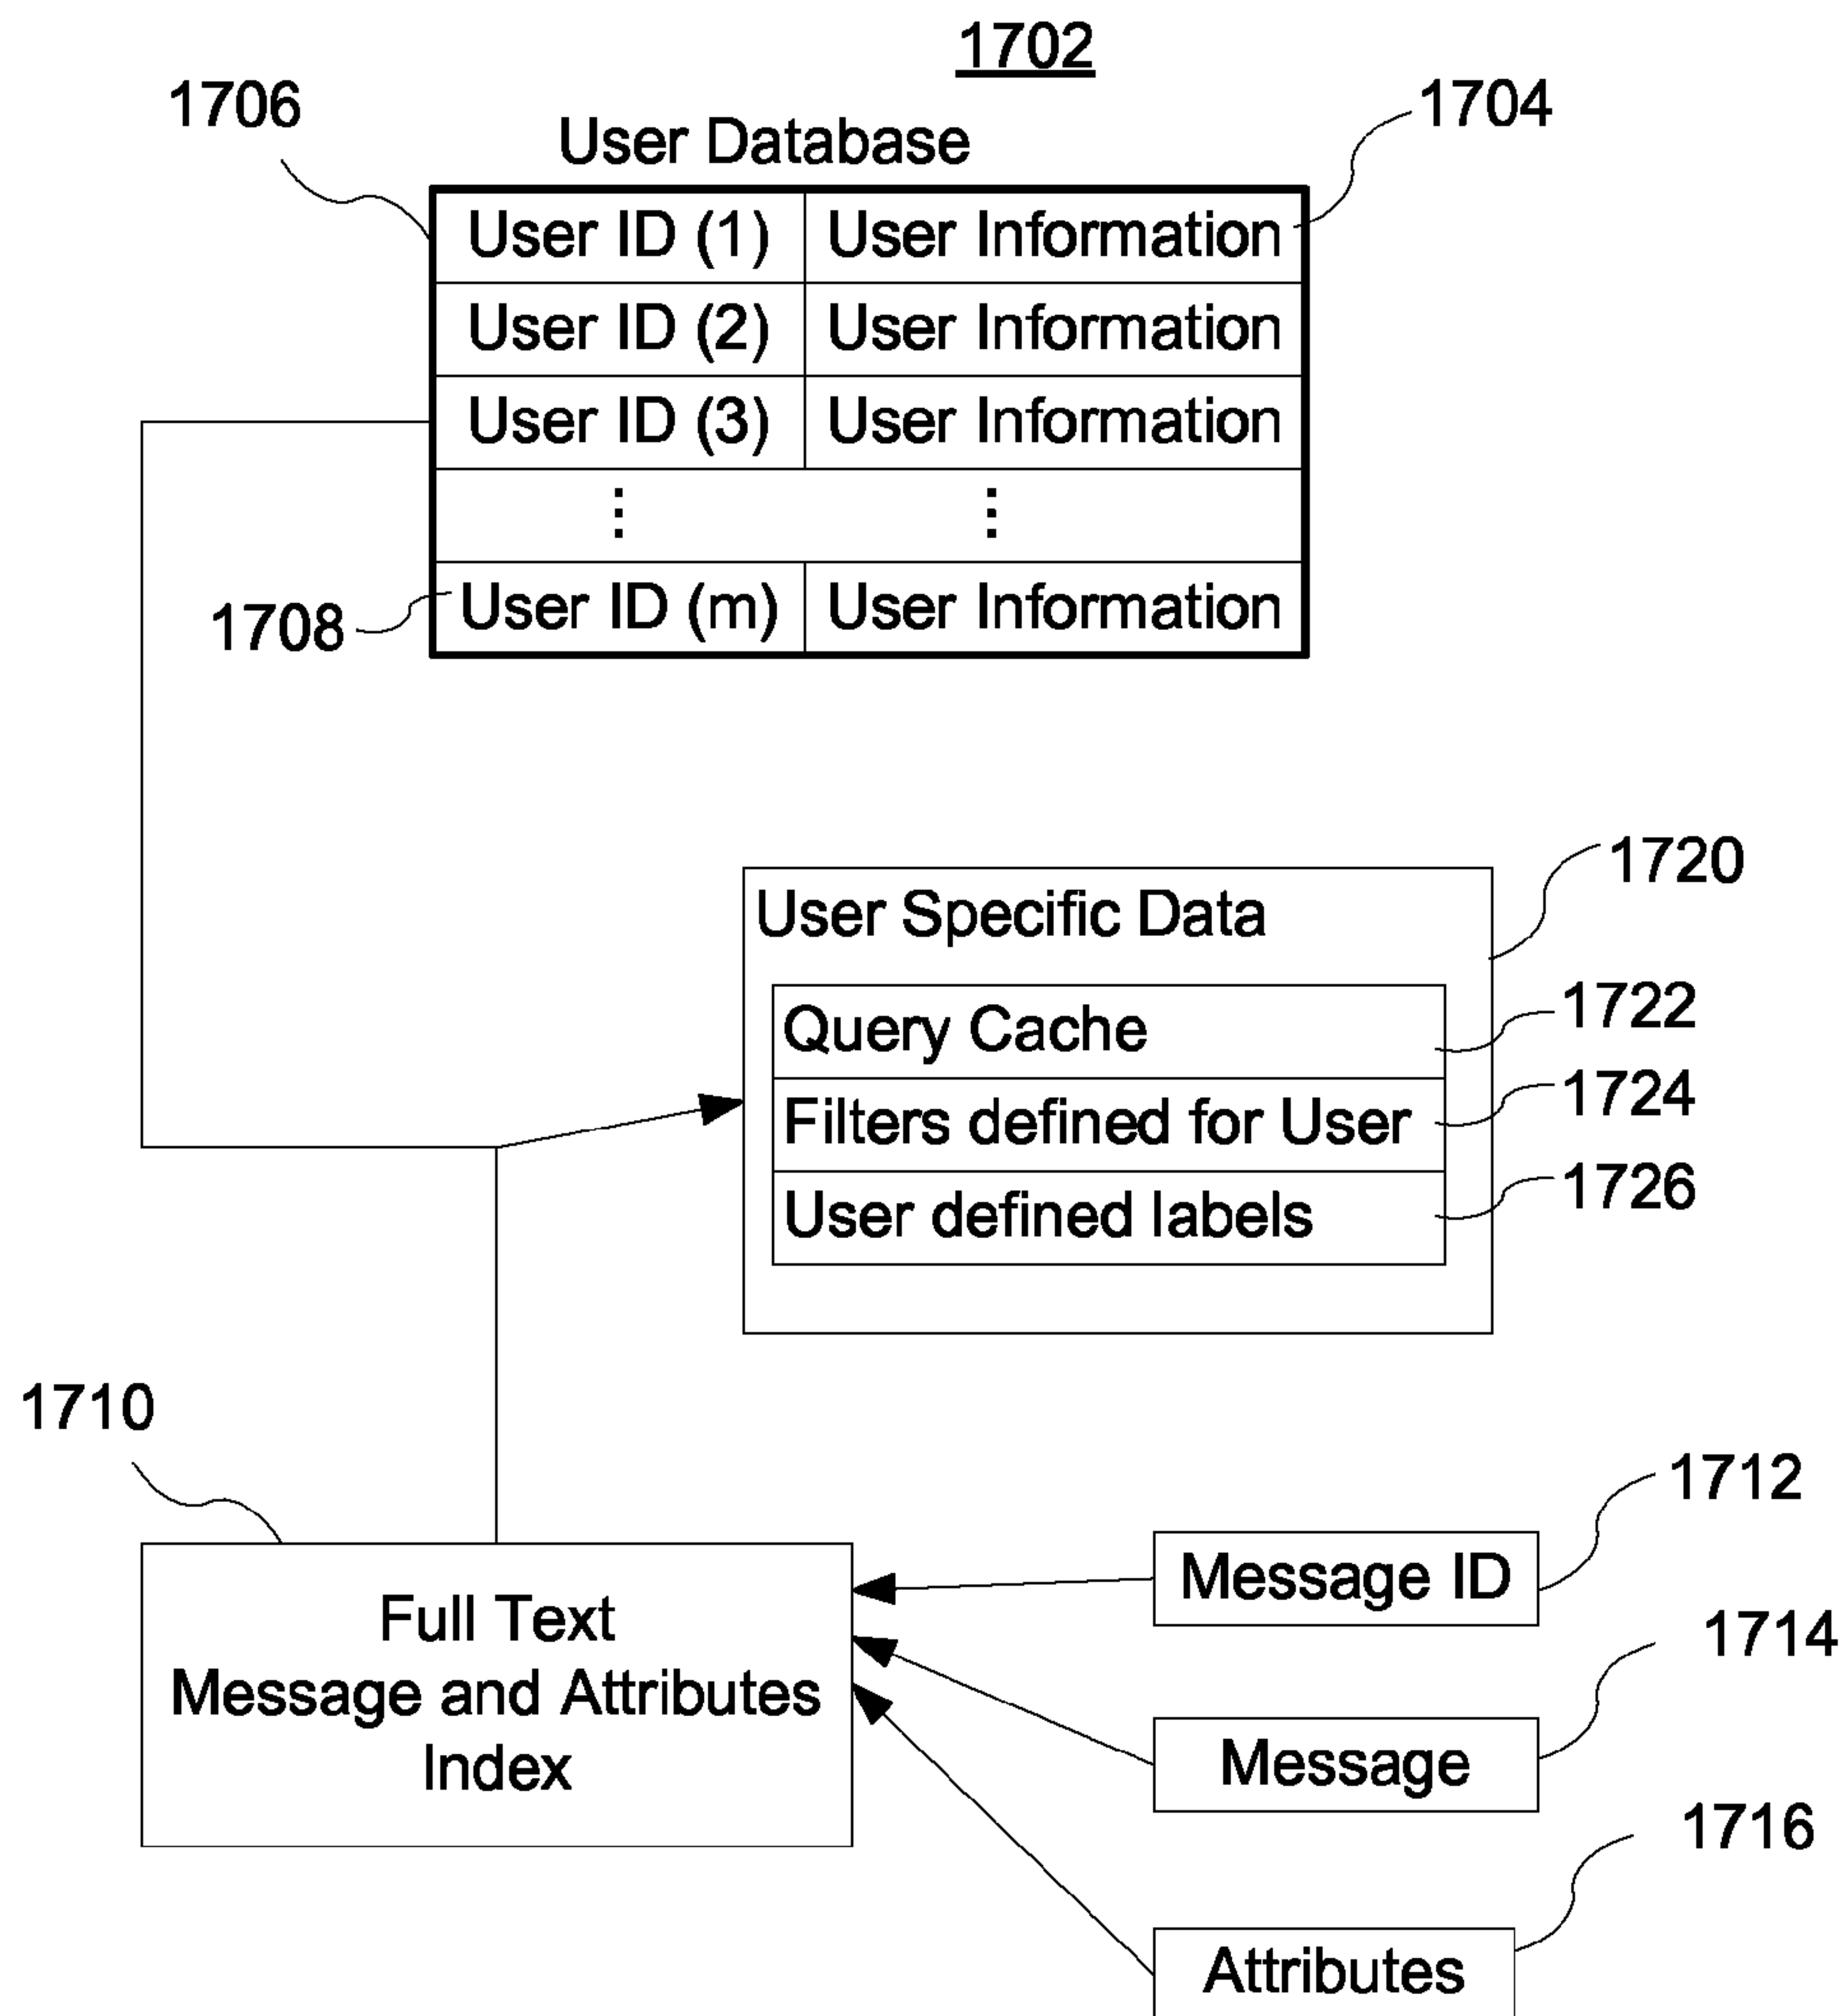 1702
1706
1704
User Database
User ID (1) User Information
User ID (2) User Information
User ID (3) User Information
⋮ ⋮
User ID (m) User Information
1708
1720
User Specific Data
Query Cache
1722
Filters defined for User
1724
User defined labels
1726
1710
1712
Full Text
Message and Attributes
Index
Message ID
1714
Message
1716
Attributes